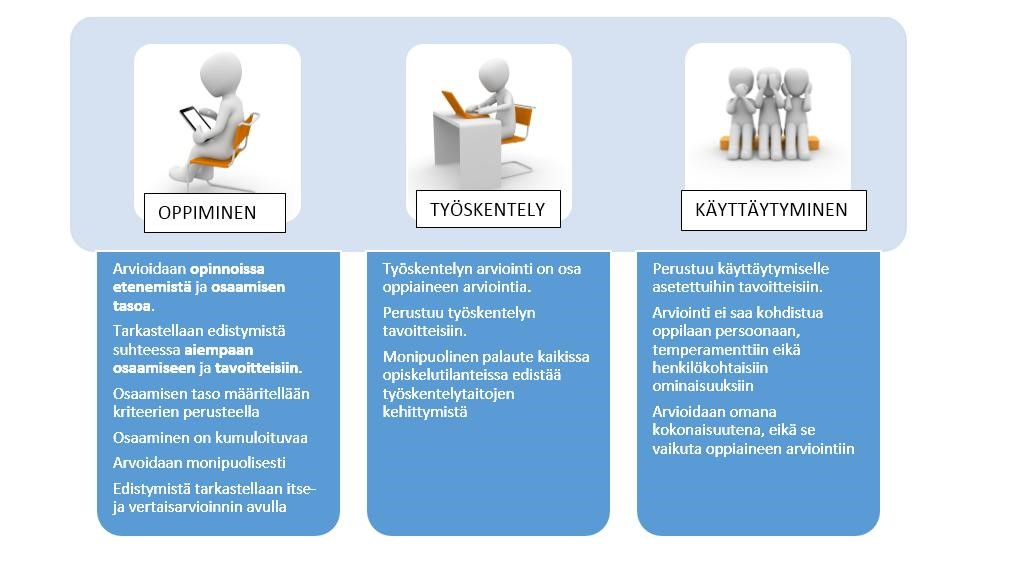 OPPIMINEN
TYÖSKENTELY
KÄYTTÄYTYMINEN
Arvioidaan opinnoissa
etenemistä ja osaamisen
tasoa.
Tarkastellaan edistymistä
suhteessa aiempaan
osaamiseen ja tavoitteisiin.
Osaamisen taso määritellään
kriteerien perusteella
Osaaminen on kumuloituvaa
Arvoidaan monipuolisesti
Edistymistä tarkastellaan itse-
ja vertaisarvioinnin avulla
Työskentelyn arviointi on osa
oppiaineen arviointia.
Perustuu työskentelyn
tavoitteisiin.
Monipuolinen palaute kaikissa
opiskelutilanteissa edistää
työskentelytaitojen
kehittymistä
Perustuu käyttäytymiselle
asetettuihin tavoitteisiin.
Arviointi ei saa kohdistua
oppilaan persoonaan,
temperamenttiin eikä
henkilökohtaisiin
ominaisuuksiin
Arvioidaan omana
kokonaisuutena, eikä se
vaikuta oppiaineen arviointiin